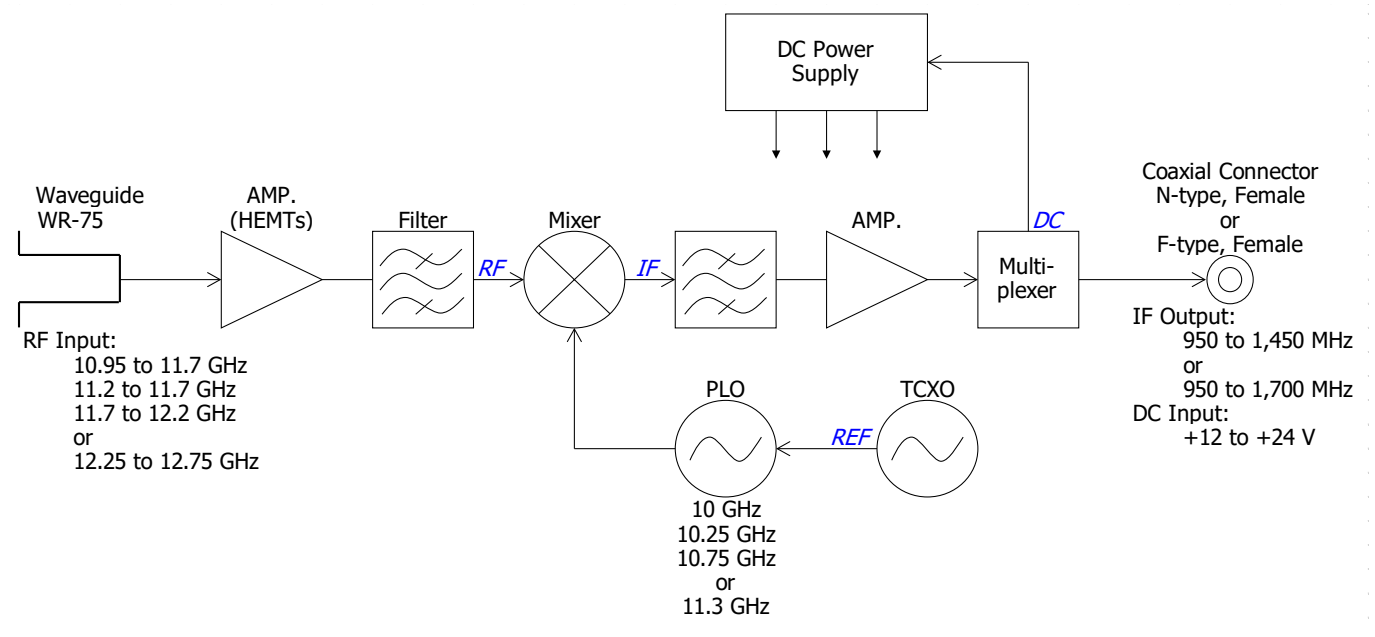 DC Power
Supply
Coaxial Connector
N-type, Female
or
F-type, Female
Waveguide
WR-75
AMP.
(HEMTs)
Filter
Mixer
AMP.
DC
RF
IF
Multi-
plexer
RF Input:
10.95 to 11.7 GHz
11.2 to 11.7 GHz
11.7 to 12.2 GHz
or
12.25 to 12.75 GHz
IF Output:
950 to 1,450 MHz
or
950 to 1,700 MHz
DC Input:
+12 to +24 V
PLO
TCXO
REF
10 GHz
10.25 GHz
10.75 GHz
or
11.3 GHz